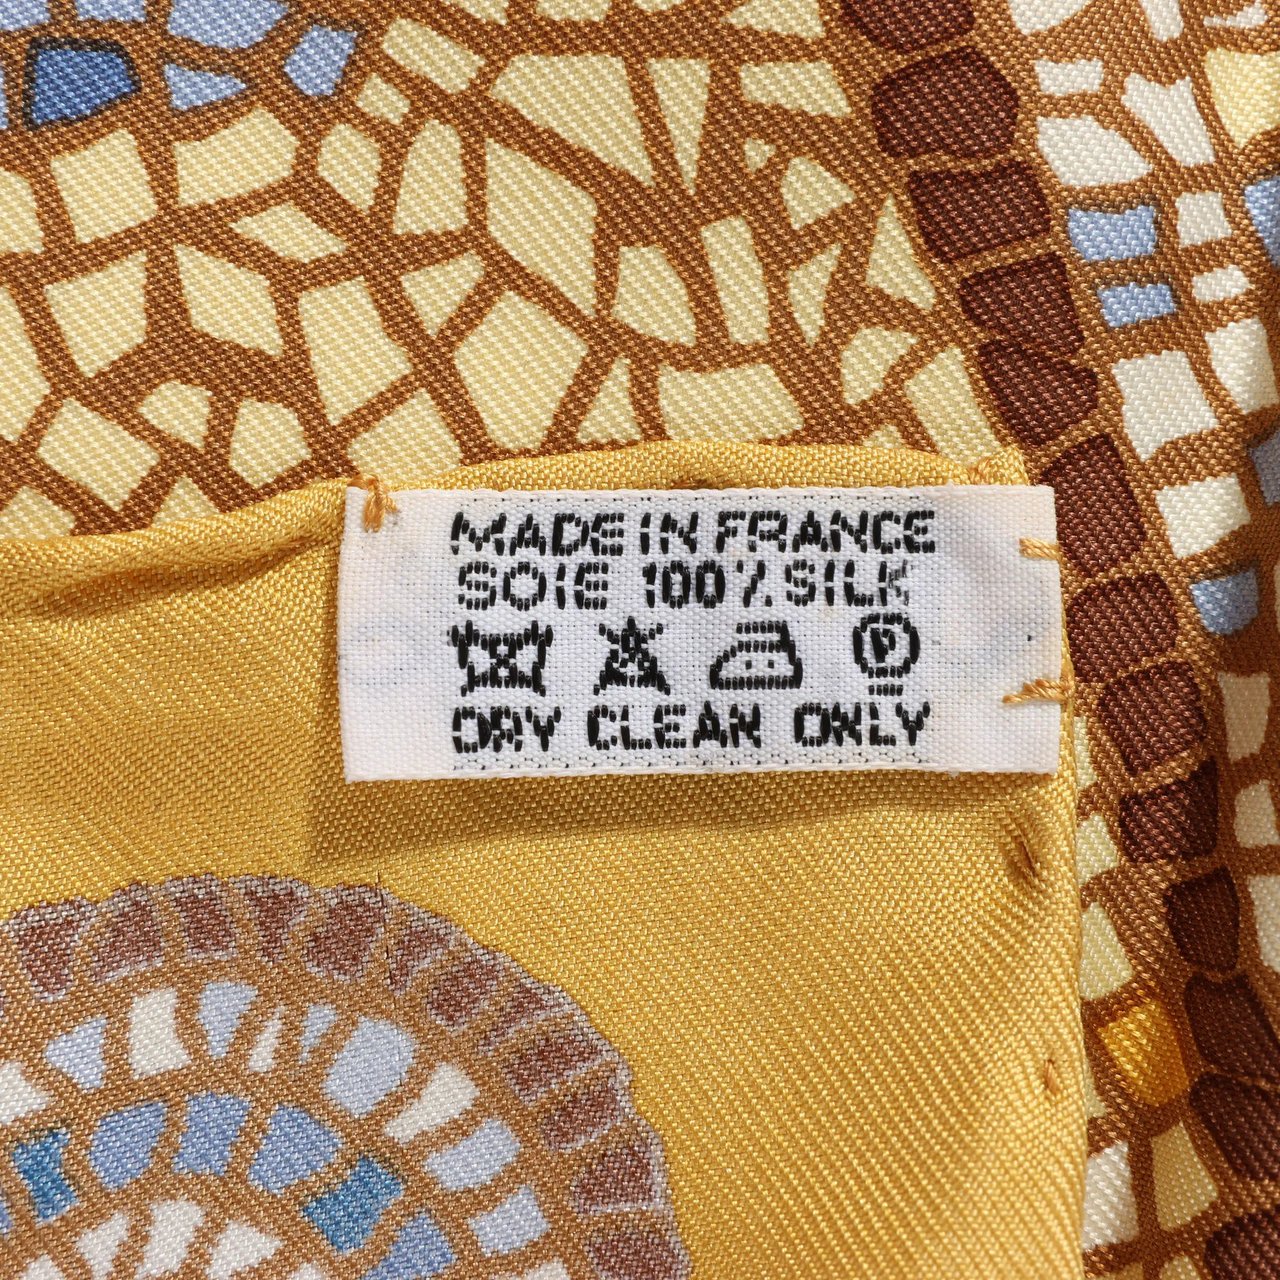 MADE IN FRANCE
SOIE 100% SILK
P
DRY CLEAN ONLY